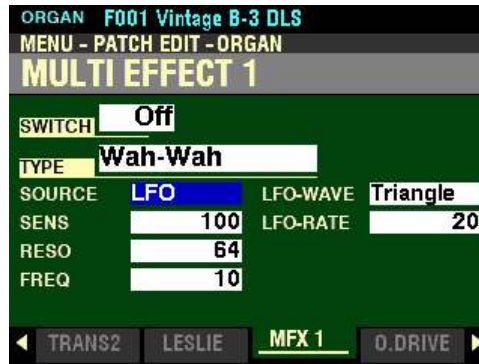 ORGAN F001 Vintage B-3 DLS
MENU - PATCH EDIT - ORGAN
MULTI EFFECT 1
SWITCH Off
TYPE Wah-Wah
SOURCE LFO LFO-WAVE Triangle
SENS 100 LFO-RATE 20
RESO 64
FREQ 10
TRANS2 LESLIE MFX 1 O.DRIVE